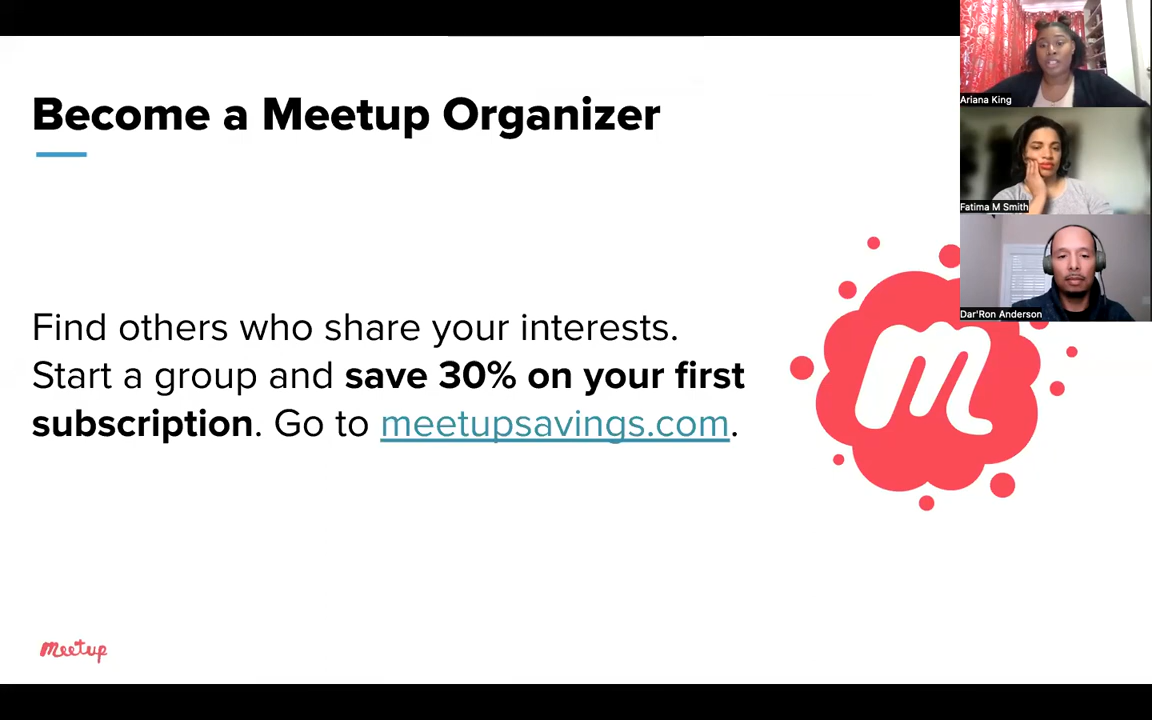 Become a Meetup Organizer
Find others who share your interests.
Start a group and save 30% on your first
subscription. Go to meetupsavings.com.
meetup
m
Ariana King
Fatima M Smith
Dar'Ron Anderson